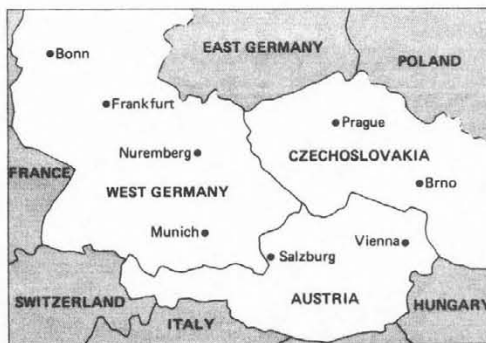 Bonn
EAST GERMANY
POLAND
Frankfurt
Prague
Nuremberg
CZECHOSLOVAKIA
FRANCE
Brno
WEST GERMANY
Munich
Vienna
Salzburg
SWITZERLAND
AUSTRIA
HUNGARY
ITALY